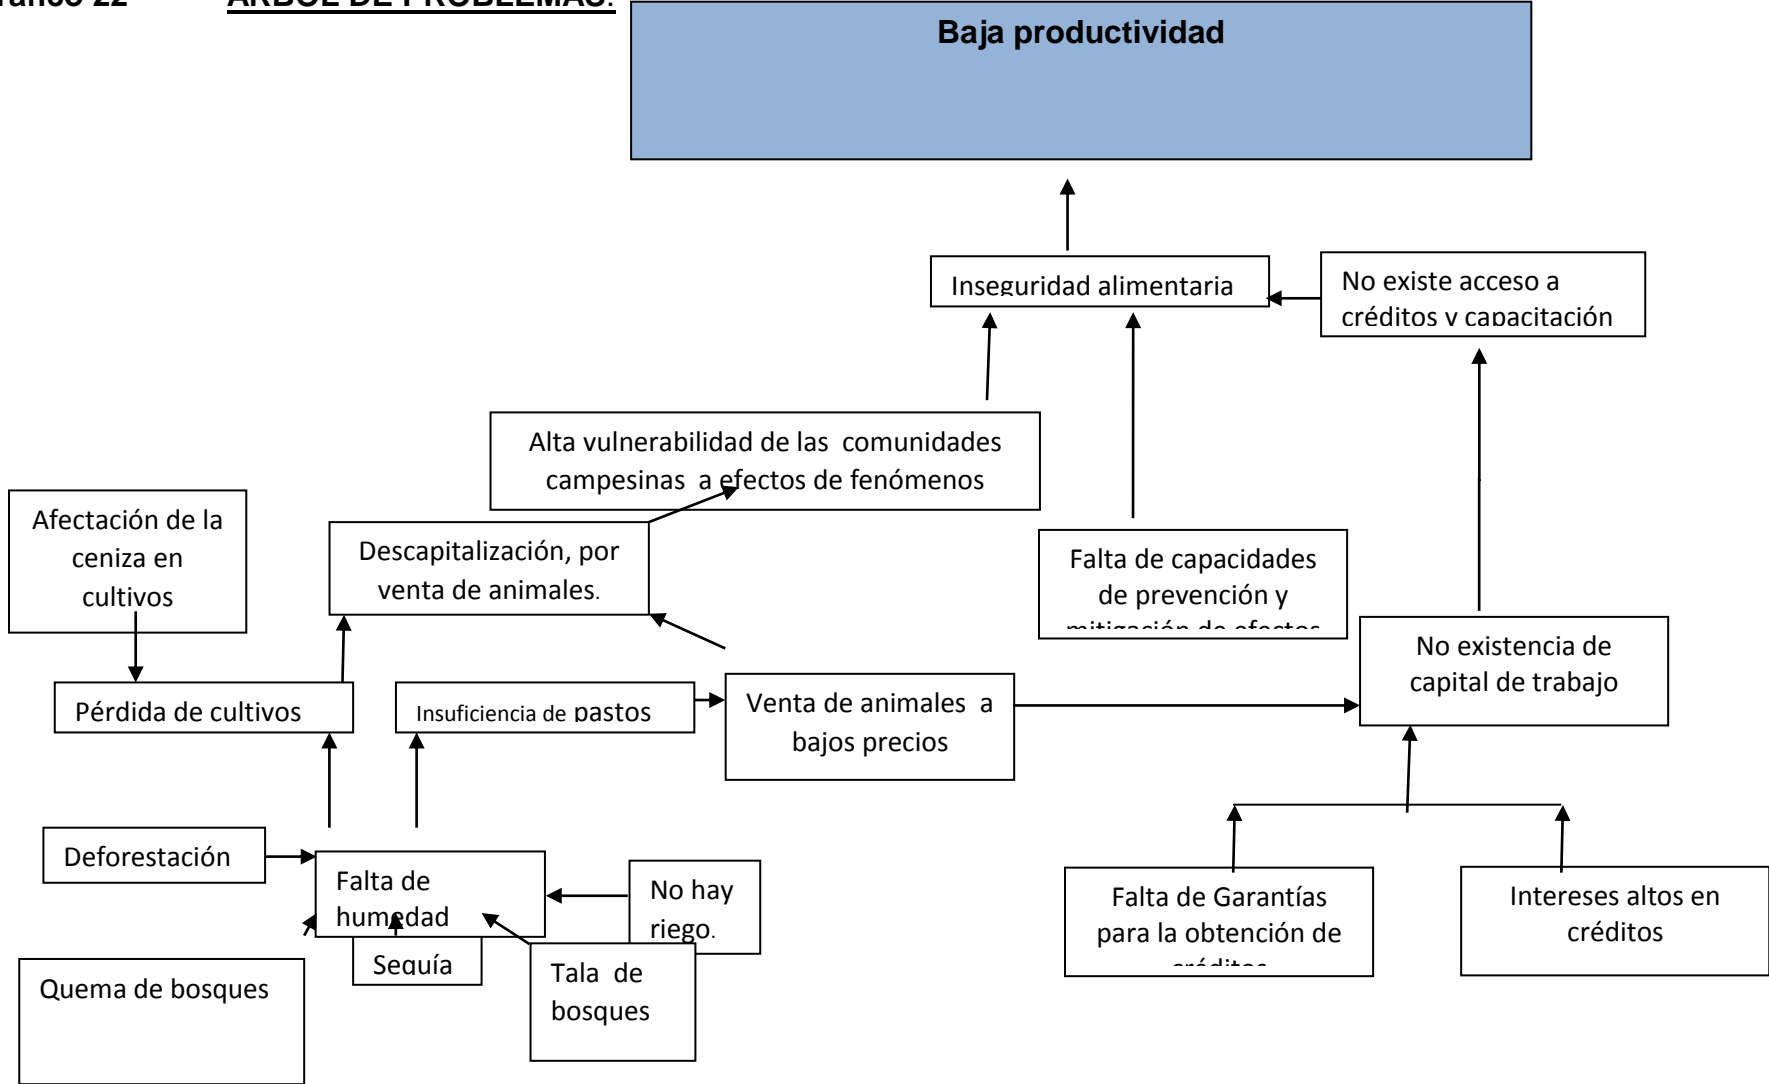 ÁRBOL DE PROBLEMAS.
Baja productividad
Inseguridad alimentaria
No existe acceso a
créditos y capacitación
Alta vulnerabilidad de las comunidades
campesinas a efectos de fenómenos
Afectación de la
ceniza en
cultivos
Descapitalización, por
venta de animales.
Falta de capacidades
de prevención y
mitigación de efectos
No existencia de
capital de trabajo
Pérdida de cultivos
Insuficiencia de pastos
Venta de animales a
bajos precios
Deforestación
Falta de
humedad
No hay
riego.
Falta de Garantías
para la obtención de
créditos
Intereses altos en
créditos
Sequía
Tala de
bosques
Quema de bosques